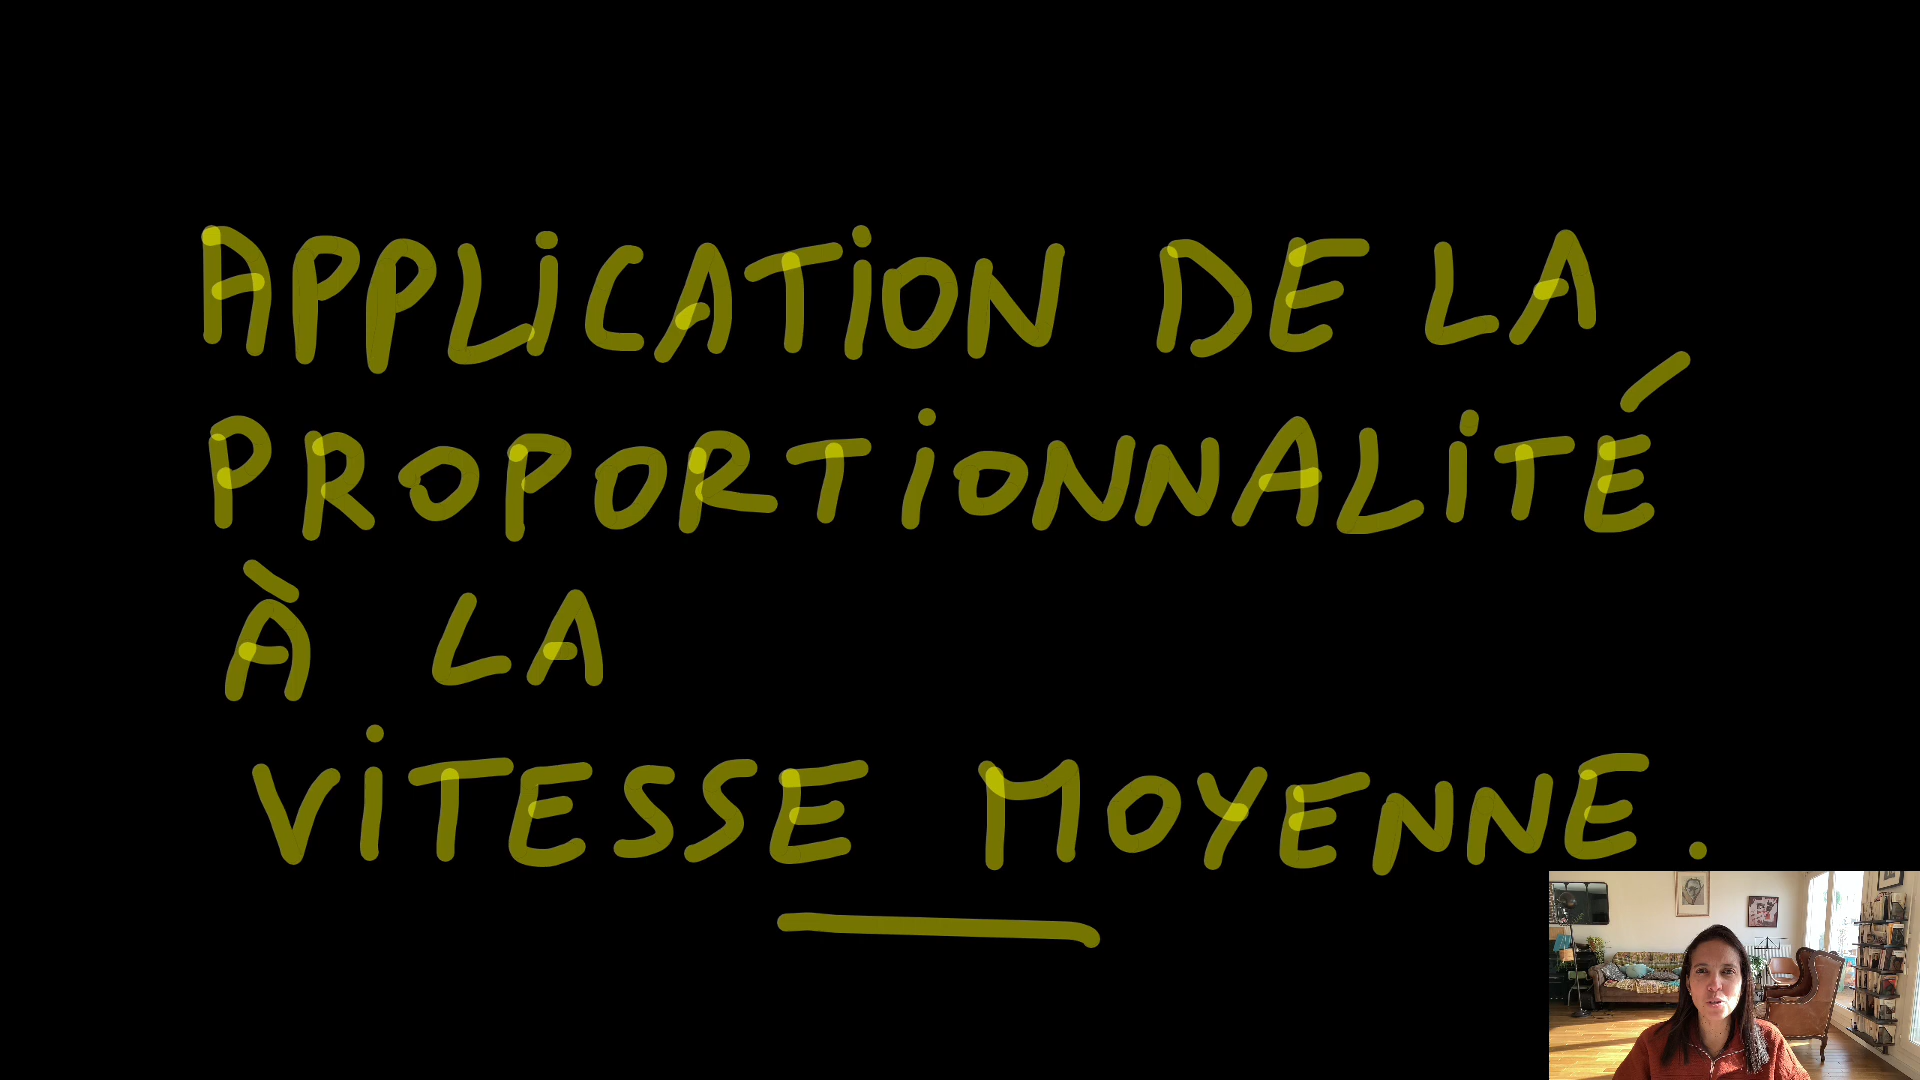 APPLICATION DE LA
PROPORTIONNALITÉ
À LA
VITESSE MOYENNE.